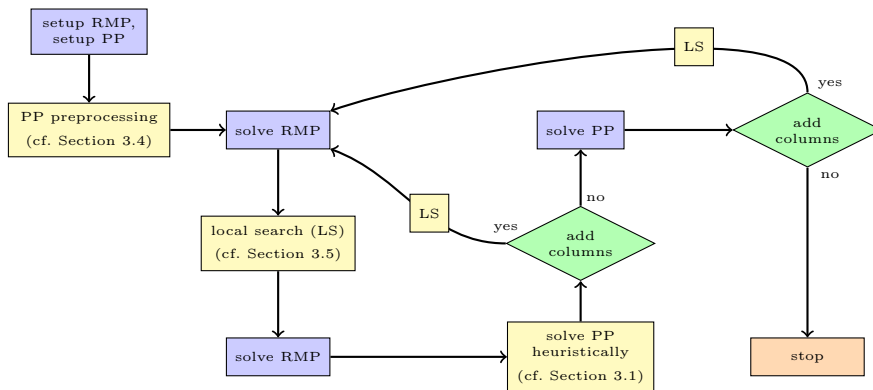 setup RMP,
setup PP
LS
yes
PP preprocessing
(cf. Section 3.4)
solve RMP
solve PP
add
columns
no
no
LS
yes
local search (LS)
(cf. Section 3.5)
add
columns
solve RMP
solve PP
heuristically
(cf. Section 3.1)
stop